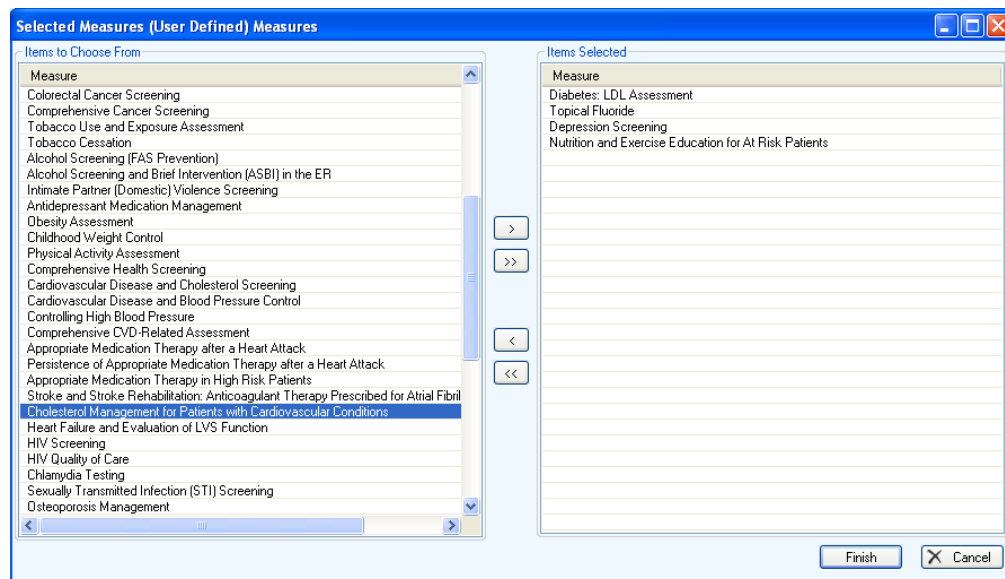 Selected Measures (User Defined) Measures
Items to Choose From
Measure
Colorectal Cancer Screening
Comprehensive Cancer Screening
Tobacco Use and Exposure Assessment
Tobacco Cessation
Alcohol Screening (FAS Prevention)
Alcohol Screening and Brief Intervention (ASBI) in the ER
Intimate Partner (Domestic) Violence Screening
Antidepressant Medication Management
Obesity Assessment
Childhood Weight Control
Physical Activity Assessment
Comprehensive Health Screening
Cardiovascular Disease and Cholesterol Screening
Cardiovascular Disease and Blood Pressure Control
Controlling High Blood Pressure
Comprehensive CVD-Related Assessment
Appropriate Medication Therapy after a Heart Attack
Persistence of Appropriate Medication Therapy after a Heart Attack
Appropriate Medication Therapy in High Risk Patients
Stroke and Stroke Rehabilitation: Anticoagulant Therapy Prescribed for Atrial Fibril
Cholesterol Management for Patients with Cardiovascular Conditions
Heart Failure and Evaluation of LVS Function
HIV Screening
HIV Quality of Care
Chlamydia Testing
Sexually Transmitted Infection (STI) Screening
Osteoporosis Management
>
>>
<
<<
Items Selected
Measure
Diabetes: LDL Assessment
Topical Fluoride
Depression Screening
Nutrition and Exercise Education for At Risk Patients
Finish
Cancel